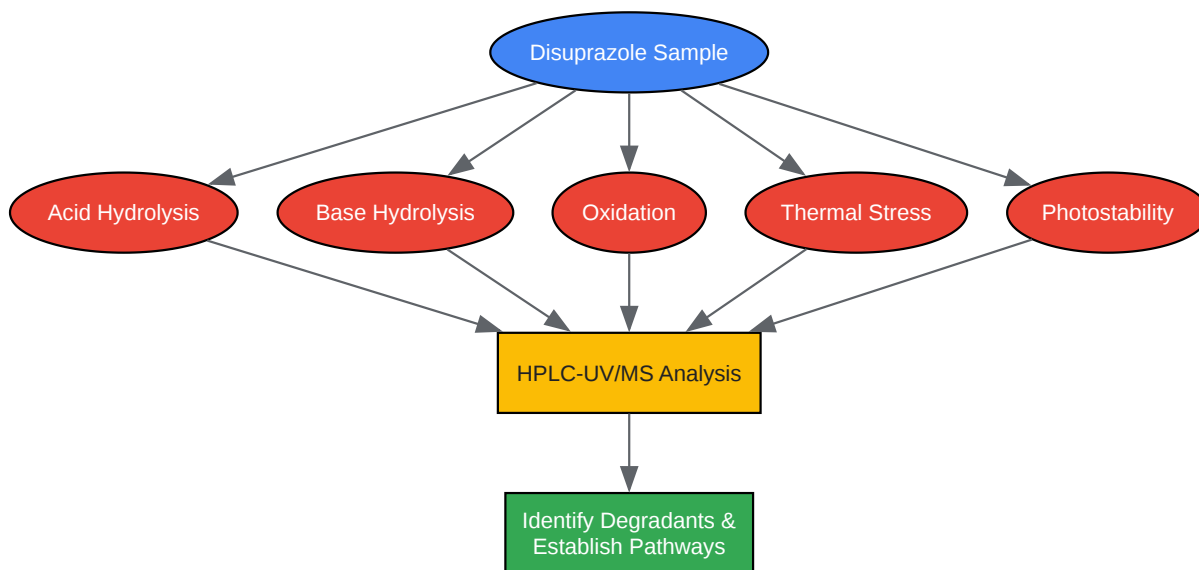 Disuprazole Sample
Acid Hydrolysis
Base Hydrolysis
Oxidation
Thermal Stress
Photostability
HPLC-UV/MS Analysis
Identify Degradants &
Establish Pathways